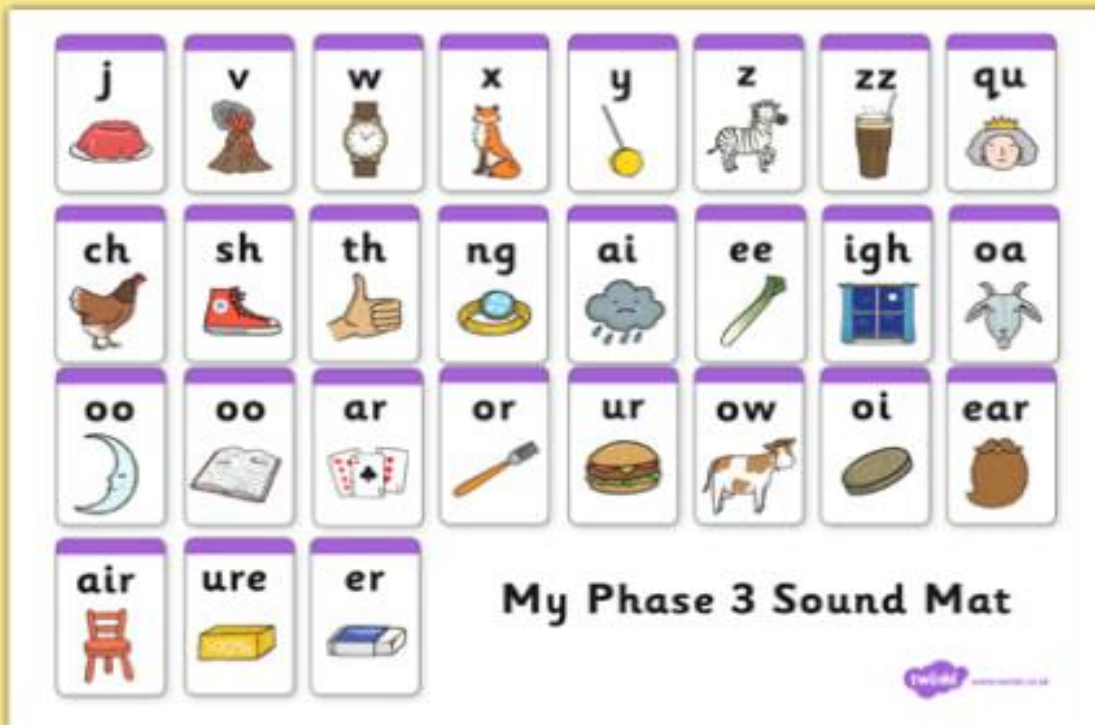 j v w x y z zz qu
ch sh th ng ai ee igh oa
oo oo ar or ur ow oi ear
air ure er
My Phase 3 Sound Mat
twinkl